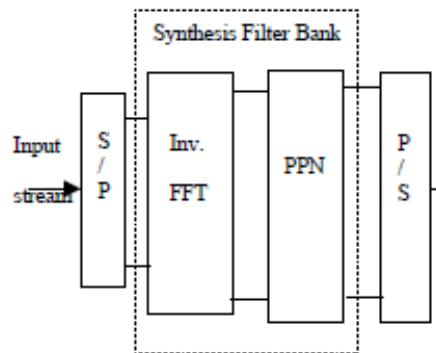 Synthesis Filter Bank
Input
stream
S
/
P
Inv.
FFT
PPN
P
/
S